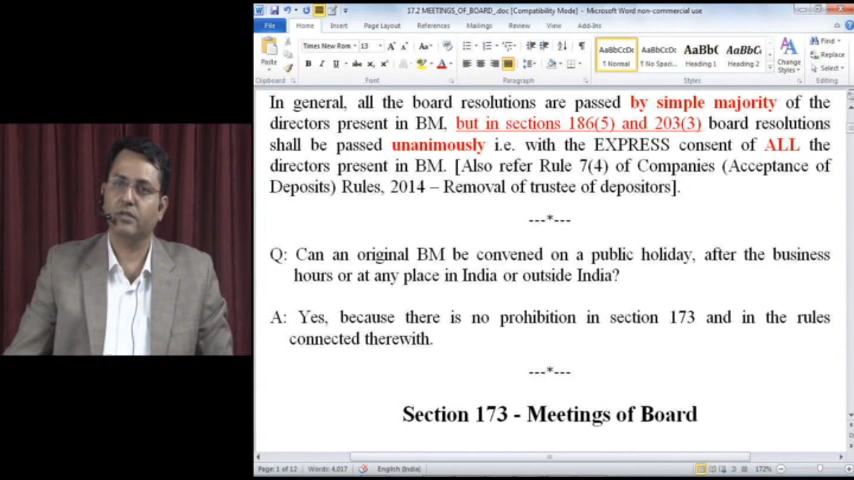 17.2 MEETINGS_OF_BOARD_.doc [Compatibility Mode] - Microsoft Word non-commercial use
File Home Insert Page Layout References Mailings Review View Add-Ins
Paste
Times New Rom 13
AaBbCcDc AaBbCcDc AaBbC AaBbCc
¶ Normal ¶ No Spaci... Heading 1 Heading 2
Change Styles
Find
Replace
Select
Clipboard Font Paragraph Styles Editing
In general, all the board resolutions are passed by simple majority of the
directors present in BM, but in sections 186(5) and 203(3) board resolutions
shall be passed unanimously i.e. with the EXPRESS consent of ALL the
directors present in BM. [Also refer Rule 7(4) of Companies (Acceptance of
Deposits) Rules, 2014 – Removal of trustee of depositors].
---*---
Q: Can an original BM be convened on a public holiday, after the business
hours or at any place in India or outside India?
A: Yes, because there is no prohibition in section 173 and in the rules
connected therewith.
---*---
Section 173 - Meetings of Board
Page: 1 of 12 Words: 4,017 English (India) 172%